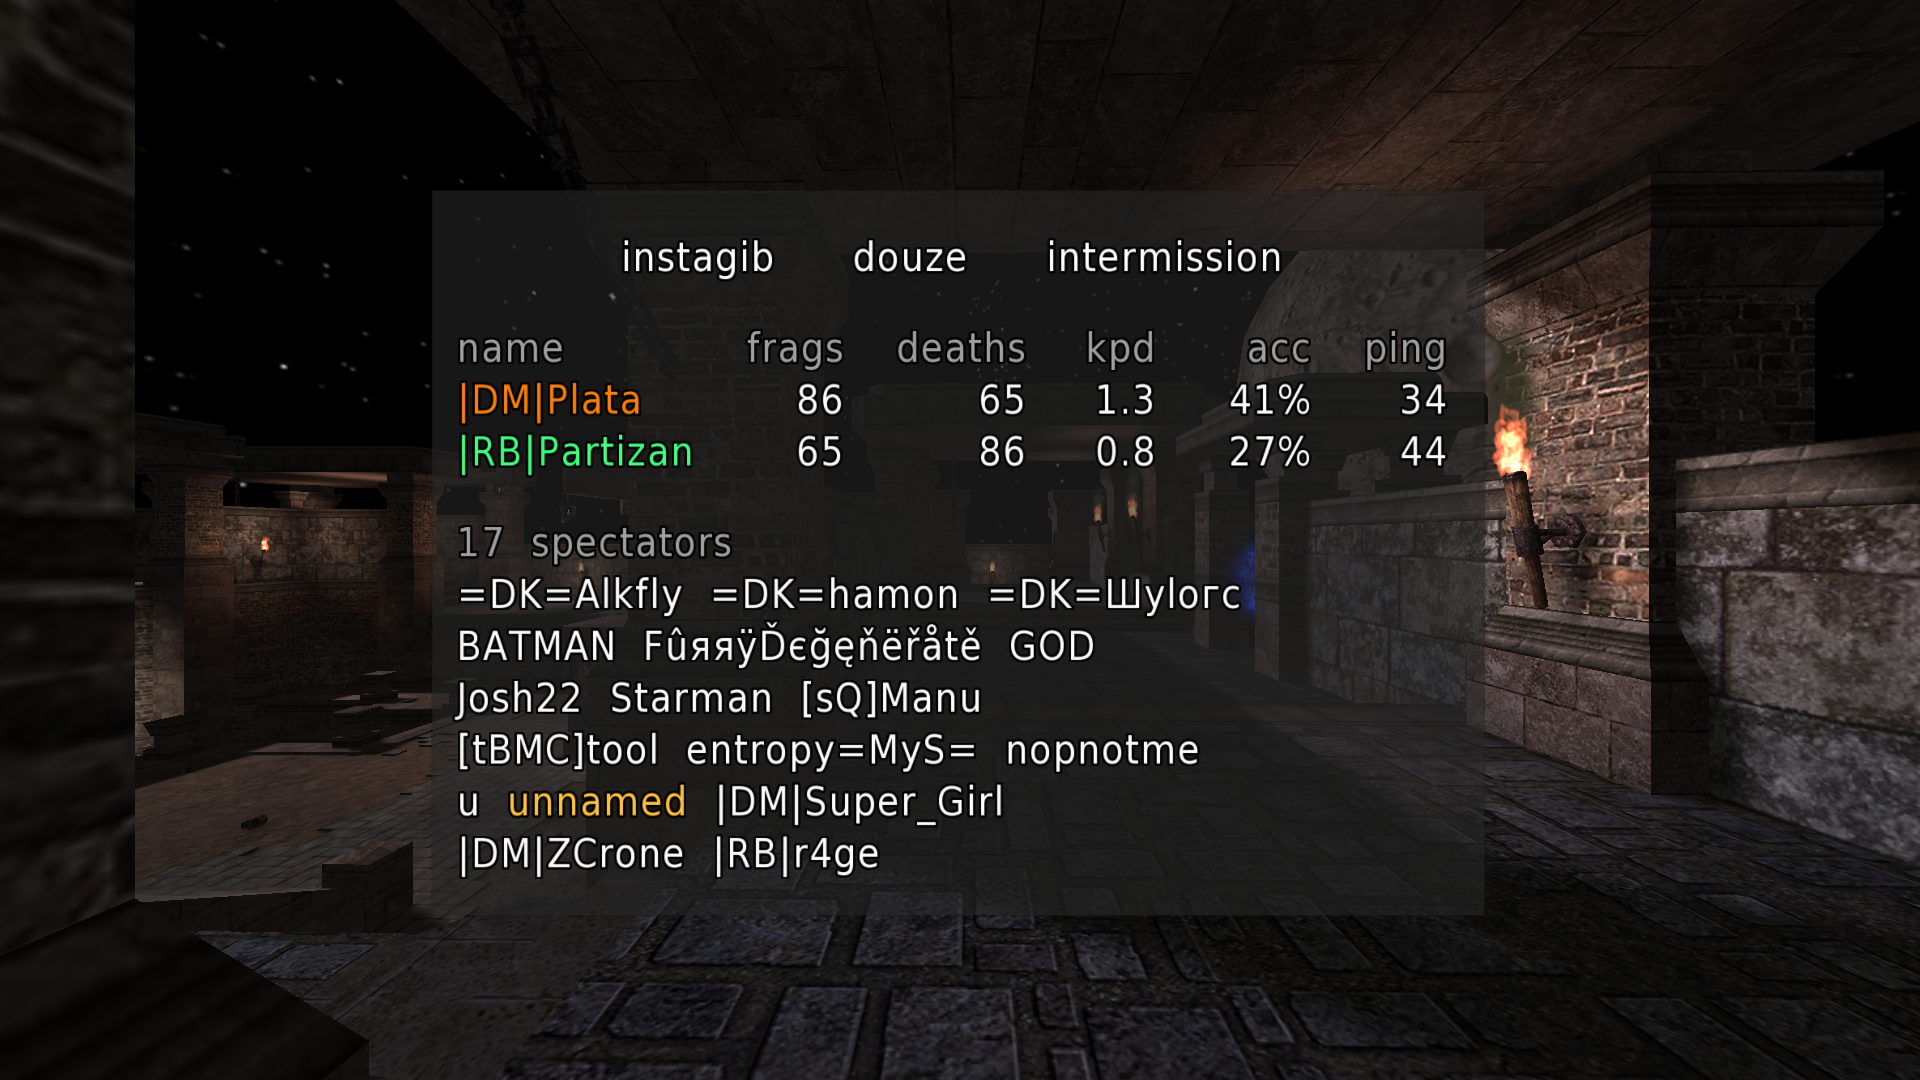 instagib douze intermission
name frags deaths kpd acc ping
|DM|Plata 86 65 1.3 41% 34
|RB|Partizan 65 86 0.8 27% 44
17 spectators
=DK=Alkfly =DK=hamon =DK=Шylorc
BATMAN FûяяÿĎєğęňëřåtě GOD
Josh22 Starman [sQ]Manu
[tBMC]tool entropy=MyS= nopnotme
u unnamed |DM|Super_Girl
|DM|ZCrone |RB|r4ge